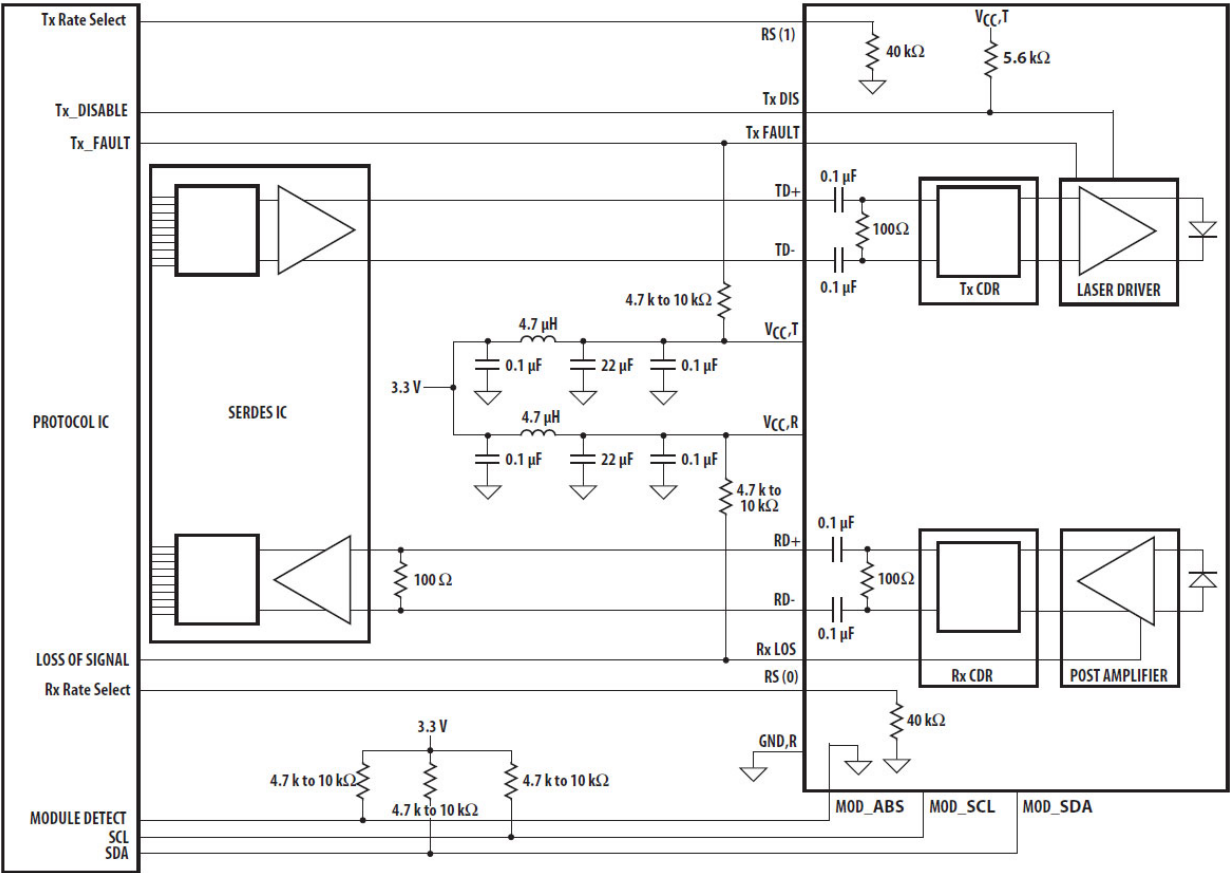 Tx Rate Select
RS (1)
40 kΩ
VCC,T
5.6 kΩ
Tx_DISABLE
Tx DIS
Tx_FAULT
Tx FAULT
TD+
0.1 µF
100Ω
TD-
0.1 µF
Tx CDR
LASER DRIVER
4.7 k to 10 kΩ
4.7 µH
VCC,T
0.1 µF
22 µF
0.1 µF
3.3 V
PROTOCOL IC
SERDES IC
4.7 µH
VCC,R
0.1 µF
22 µF
0.1 µF
4.7 k to
10 kΩ
0.1 µF
RD+
100 Ω
100Ω
RD-
0.1 µF
LOSS OF SIGNAL
Rx LOS
Rx CDR
POST AMPLIFIER
Rx Rate Select
RS (0)
40 kΩ
3.3 V
GND,R
4.7 k to 10 kΩ
4.7 k to 10 kΩ
4.7 k to 10 kΩ
MODULE DETECT
MOD_ABS
MOD_SCL
MOD_SDA
SCL
SDA